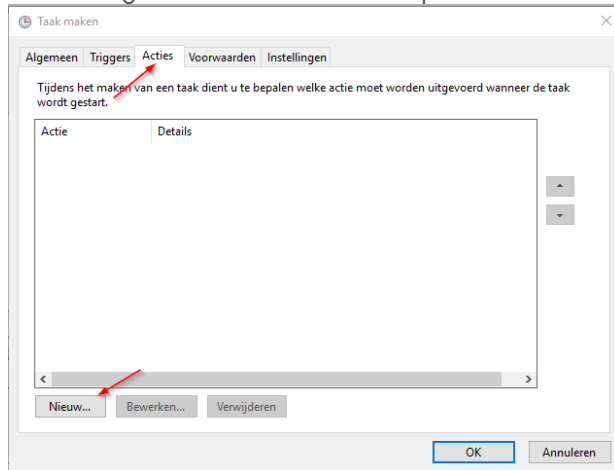 Taak maken
Algemeen Triggers Acties Voorwaarden Instellingen
Tijdens het maken van een taak dient u te bepalen welke actie moet worden uitgevoerd wanneer de taak
wordt gestart.
Actie Details
Nieuw... Bewerken... Verwijderen
OK Annuleren